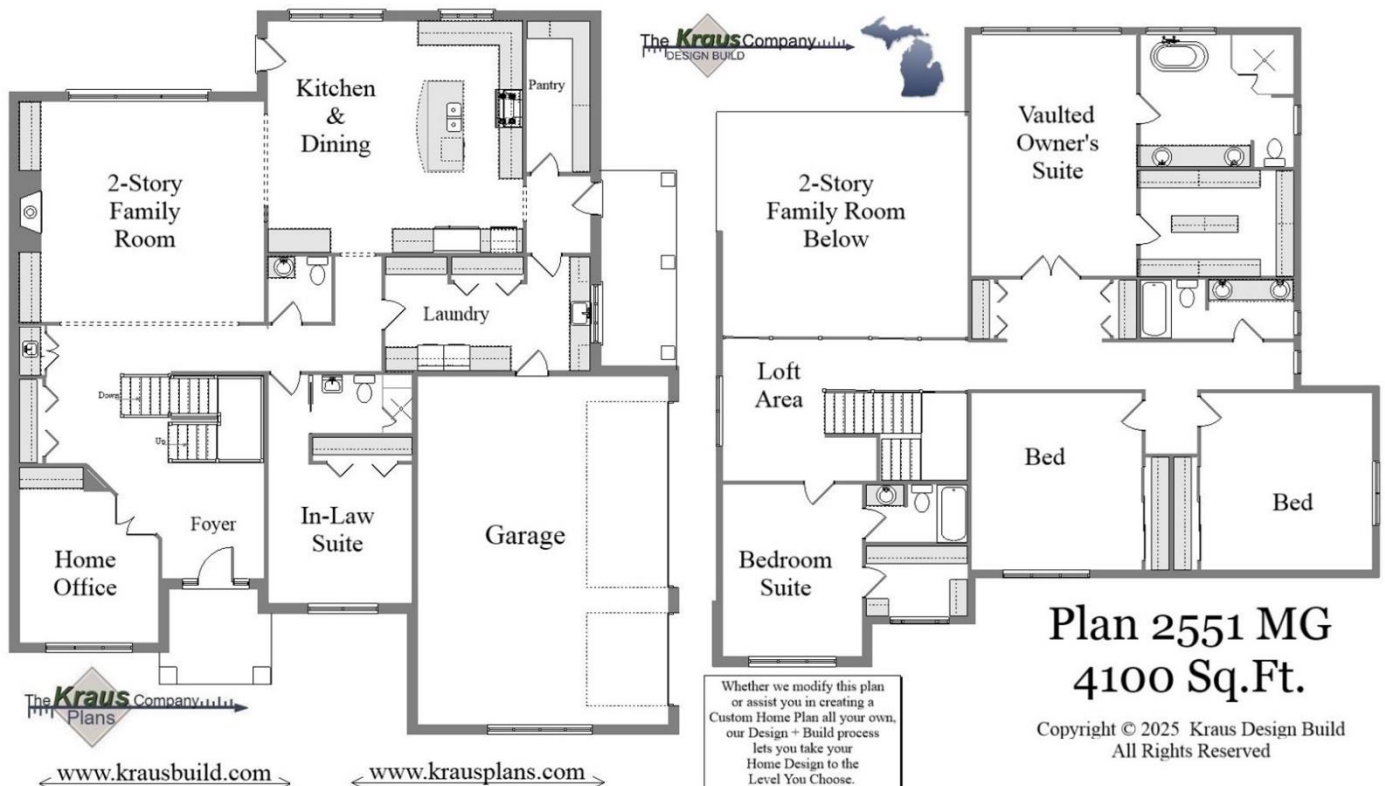 Kitchen
&
Dining
Pantry
2-Story
Family
Room
Laundry
Down
Up
Foyer
Home
Office
In-Law
Suite
Garage
The Kraus Company
Plans
www.krausbuild.com
www.krausplans.com
The Kraus Company
DESIGN BUILD
Vaulted
Owner's
Suite
2-Story
Family Room
Below
Loft
Area
Bed
Bed
Bedroom
Suite
Whether we modify this plan
or assist you in creating a
Custom Home Plan all your own,
our Design + Build process
lets you take your
Home Design to the
Level You Choose.
Plan 2551 MG
4100 Sq.Ft.
Copyright © 2025 Kraus Design Build
All Rights Reserved